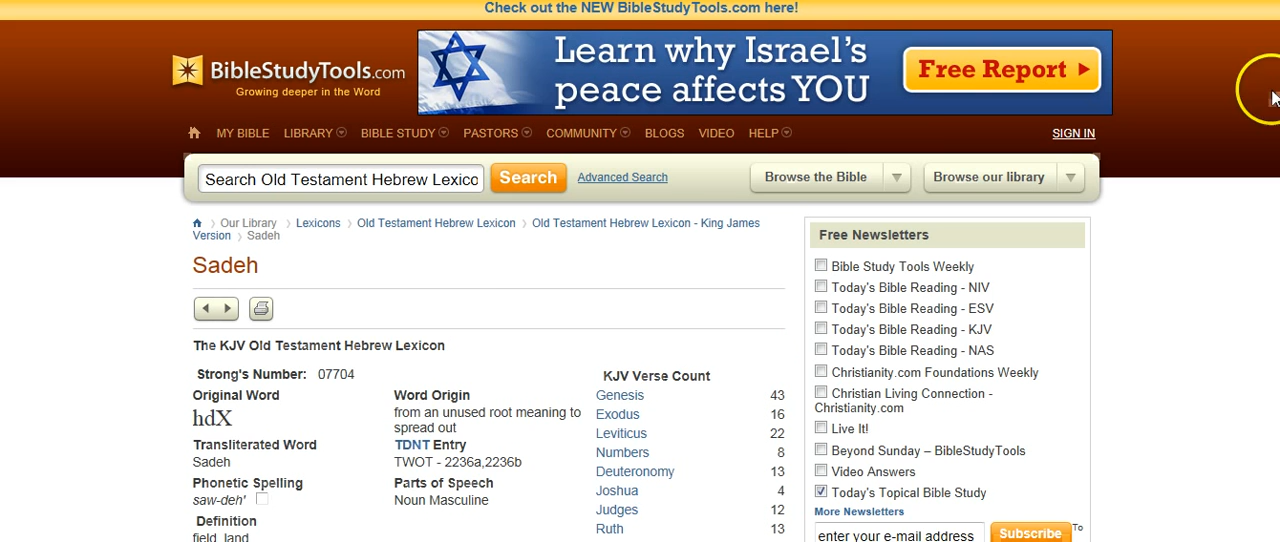 Check out the NEW BibleStudyTools.com here!
BibleStudyTools.com
Growing deeper in the Word
Learn why Israel's
peace affects YOU
Free Report
MY BIBLE LIBRARY BIBLE STUDY PASTORS COMMUNITY BLOGS VIDEO HELP SIGN IN
Search Old Testament Hebrew Lexico Search Advanced Search Browse the Bible Browse our library
Our Library Lexicons Old Testament Hebrew Lexicon Old Testament Hebrew Lexicon - King James
Version Sadeh
Sadeh
The KJV Old Testament Hebrew Lexicon
Strong's Number: 07704
Original Word
hdX
Transliterated Word
Sadeh
Phonetic Spelling
saw-deh'
Definition
field, land
Word Origin
from an unused root meaning to
spread out
TDNT Entry
TWOT - 2236a,2236b
Parts of Speech
Noun Masculine
KJV Verse Count
Genesis 43
Exodus 16
Leviticus 22
Numbers 8
Deuteronomy 13
Joshua 4
Judges 12
Ruth 13
Free Newsletters
Bible Study Tools Weekly
Today's Bible Reading - NIV
Today's Bible Reading - ESV
Today's Bible Reading - KJV
Today's Bible Reading - NAS
Christianity.com Foundations Weekly
Christian Living Connection -
Christianity.com
Live It!
Beyond Sunday – BibleStudyTools
Video Answers
Today's Topical Bible Study
More Newsletters
enter your e-mail address Subscribe To